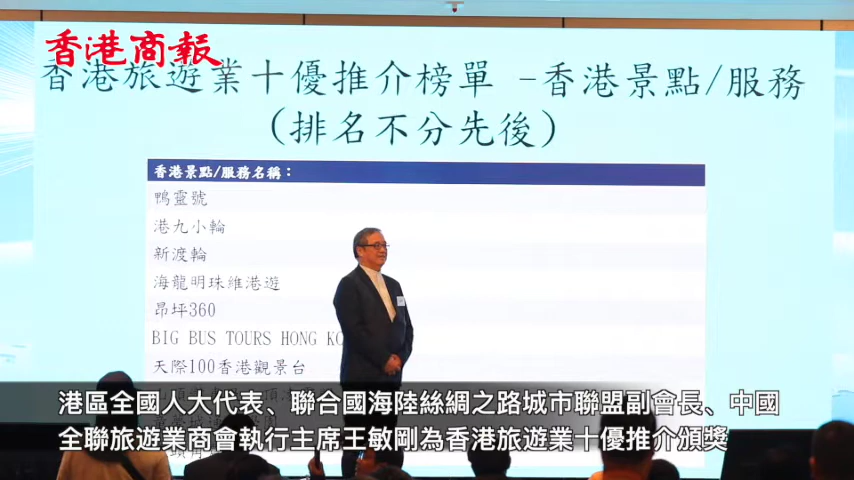 香港商報
香港旅遊業十優推介榜單 -香港景點/服務
(排名不分先後)
香港景點/服務名稱：
鴨靈號
港九小輪
新渡輪
海龍明珠維港遊
昂坪360
BIG BUS TOURS HONG
天際100香港觀景台
港區全國人大代表、聯合國海陸絲綢之路城市聯盟副會長、中國
全聯旅遊業商會執行主席王敏剛為香港旅遊業十優推介頒獎